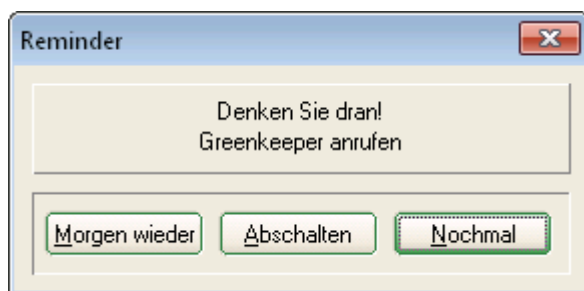 Reminder
Denken Sie dran!
Greenkeeper anrufen
Morgen wieder Abschalten Nochmal